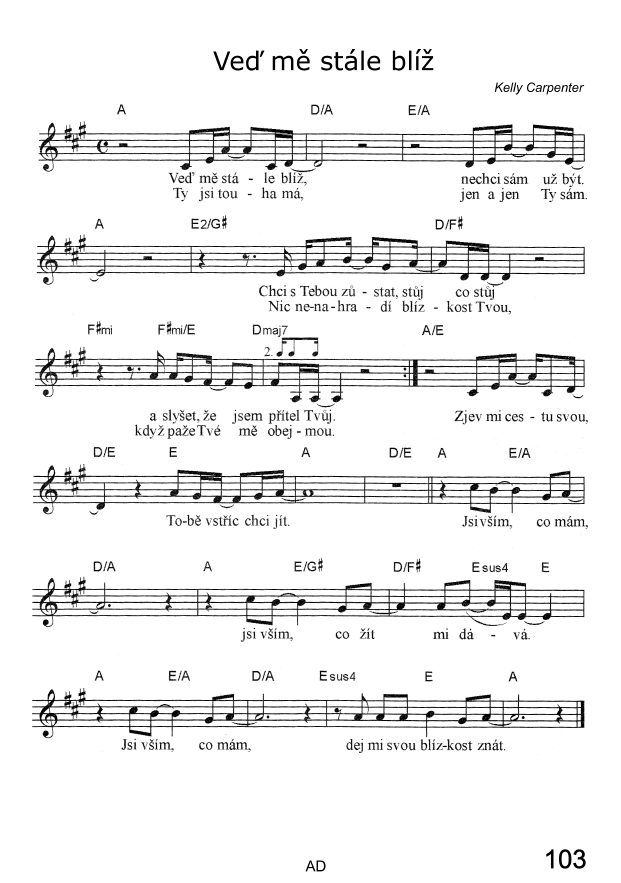 Veď mě stále blíž
Kelly Carpenter
A D/A E/A
Veď mě stá - le blíž, nechci sám už být.
Ty jsi tou - ha má, jen a jen Ty sám.
A E2/G# D/F#
Chci s Tebou zů - stat, stůj co stůj
Nic ne-na-hra - dí blíz - kost Tvou,
F#mi F#mi/E Dmaj7 A/E
2.
a slyšet, že jsem přítel Tvůj. Zjev mi ces - tu svou,
když paže Tvé mě obej - mou.
D/E E A D/E A E/A
To-bě vstříc chci jít. Jsi vším, co mám,
D/A A E/G# D/F# Esus4 E
jsi vším, co žít mi dá - vá.
A E/A D/A Esus4 E A
Jsi vším, co mám, dej mi svou blíz-kost znát.
AD
103